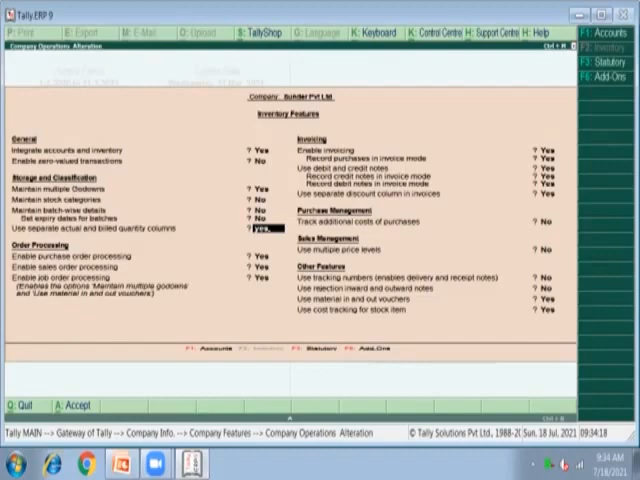 Tally.ERP 9
P: Print E: Export M: E-Mail O: Upload S: TallyShop G: Language K: Keyboard K: Control Centre H: Support Centre H: Help
F1: Accounts
Company Operations Alteration Ctrl + M
F2: Inventory
F3: Statutory
F6: Add-Ons
Company: Sunder Pvt Ltd
Inventory Features
General
Integrate accounts and inventory ? Yes
Enable zero-valued transactions ? No
Storage and Classification
Maintain multiple Godowns ? Yes
Maintain stock categories ? No
Maintain batch-wise details ? No
Set expiry dates for batches ? No
Use separate actual and billed quantity columns ? yes.
Order Processing
Enable purchase order processing ? Yes
Enable sales order processing ? Yes
Enable job order processing ? Yes
(Enables the options 'Maintain multiple godowns'
and 'Use material in and out vouchers')
Invoicing
Enable invoicing ? Yes
Record purchases in invoice mode ? Yes
Use debit and credit notes ? Yes
Record credit notes in invoice mode ? Yes
Record debit notes in invoice mode ? Yes
Use separate discount column in invoices ? Yes
Purchase Management
Track additional costs of purchases ? No
Sales Management
Use multiple price levels ? No
Other Features
Use tracking numbers (enables delivery and receipt notes) ? No
Use rejection inward and outward notes ? No
Use material in and out vouchers ? Yes
Use cost tracking for stock item ? Yes
F1: Accounts F2: Inventory F3: Statutory F6: Add-Ons
Q: Quit A: Accept
Tally MAIN --> Gateway of Tally --> Company Info. --> Company Features --> Company Operations Alteration © Tally Solutions Pvt Ltd., 1988-20 Sun, 18 Jul, 2021 09:34:18
9:34 AM
7/18/2021